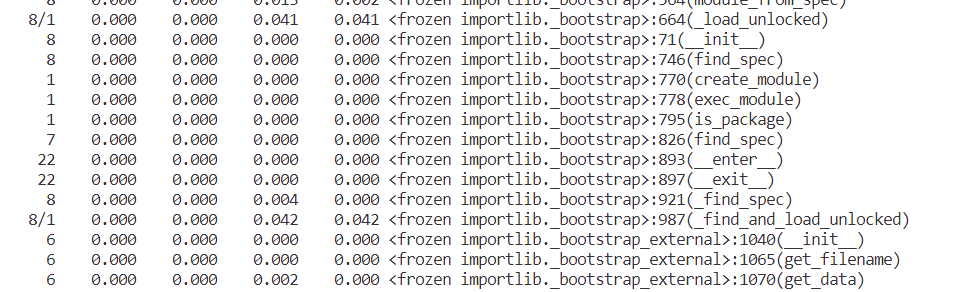 8 0.000 0.000 0.013 0.002 <frozen importlib._bootstrap>:564(module_from_spec)
8/1 0.000 0.000 0.041 0.041 <frozen importlib._bootstrap>:664(_load_unlocked)
8 0.000 0.000 0.000 0.000 <frozen importlib._bootstrap>:71(__init__)
8 0.000 0.000 0.000 0.000 <frozen importlib._bootstrap>:746(find_spec)
1 0.000 0.000 0.000 0.000 <frozen importlib._bootstrap>:770(create_module)
1 0.000 0.000 0.000 0.000 <frozen importlib._bootstrap>:778(exec_module)
1 0.000 0.000 0.000 0.000 <frozen importlib._bootstrap>:795(is_package)
7 0.000 0.000 0.000 0.000 <frozen importlib._bootstrap>:826(find_spec)
22 0.000 0.000 0.000 0.000 <frozen importlib._bootstrap>:893(__enter__)
22 0.000 0.000 0.000 0.000 <frozen importlib._bootstrap>:897(__exit__)
8 0.000 0.000 0.004 0.000 <frozen importlib._bootstrap>:921(_find_spec)
8/1 0.000 0.000 0.042 0.042 <frozen importlib._bootstrap>:987(_find_and_load_unlocked)
6 0.000 0.000 0.000 0.000 <frozen importlib._bootstrap_external>:1040(__init__)
6 0.000 0.000 0.000 0.000 <frozen importlib._bootstrap_external>:1065(get_filename)
6 0.000 0.000 0.002 0.000 <frozen importlib._bootstrap_external>:1070(get_data)